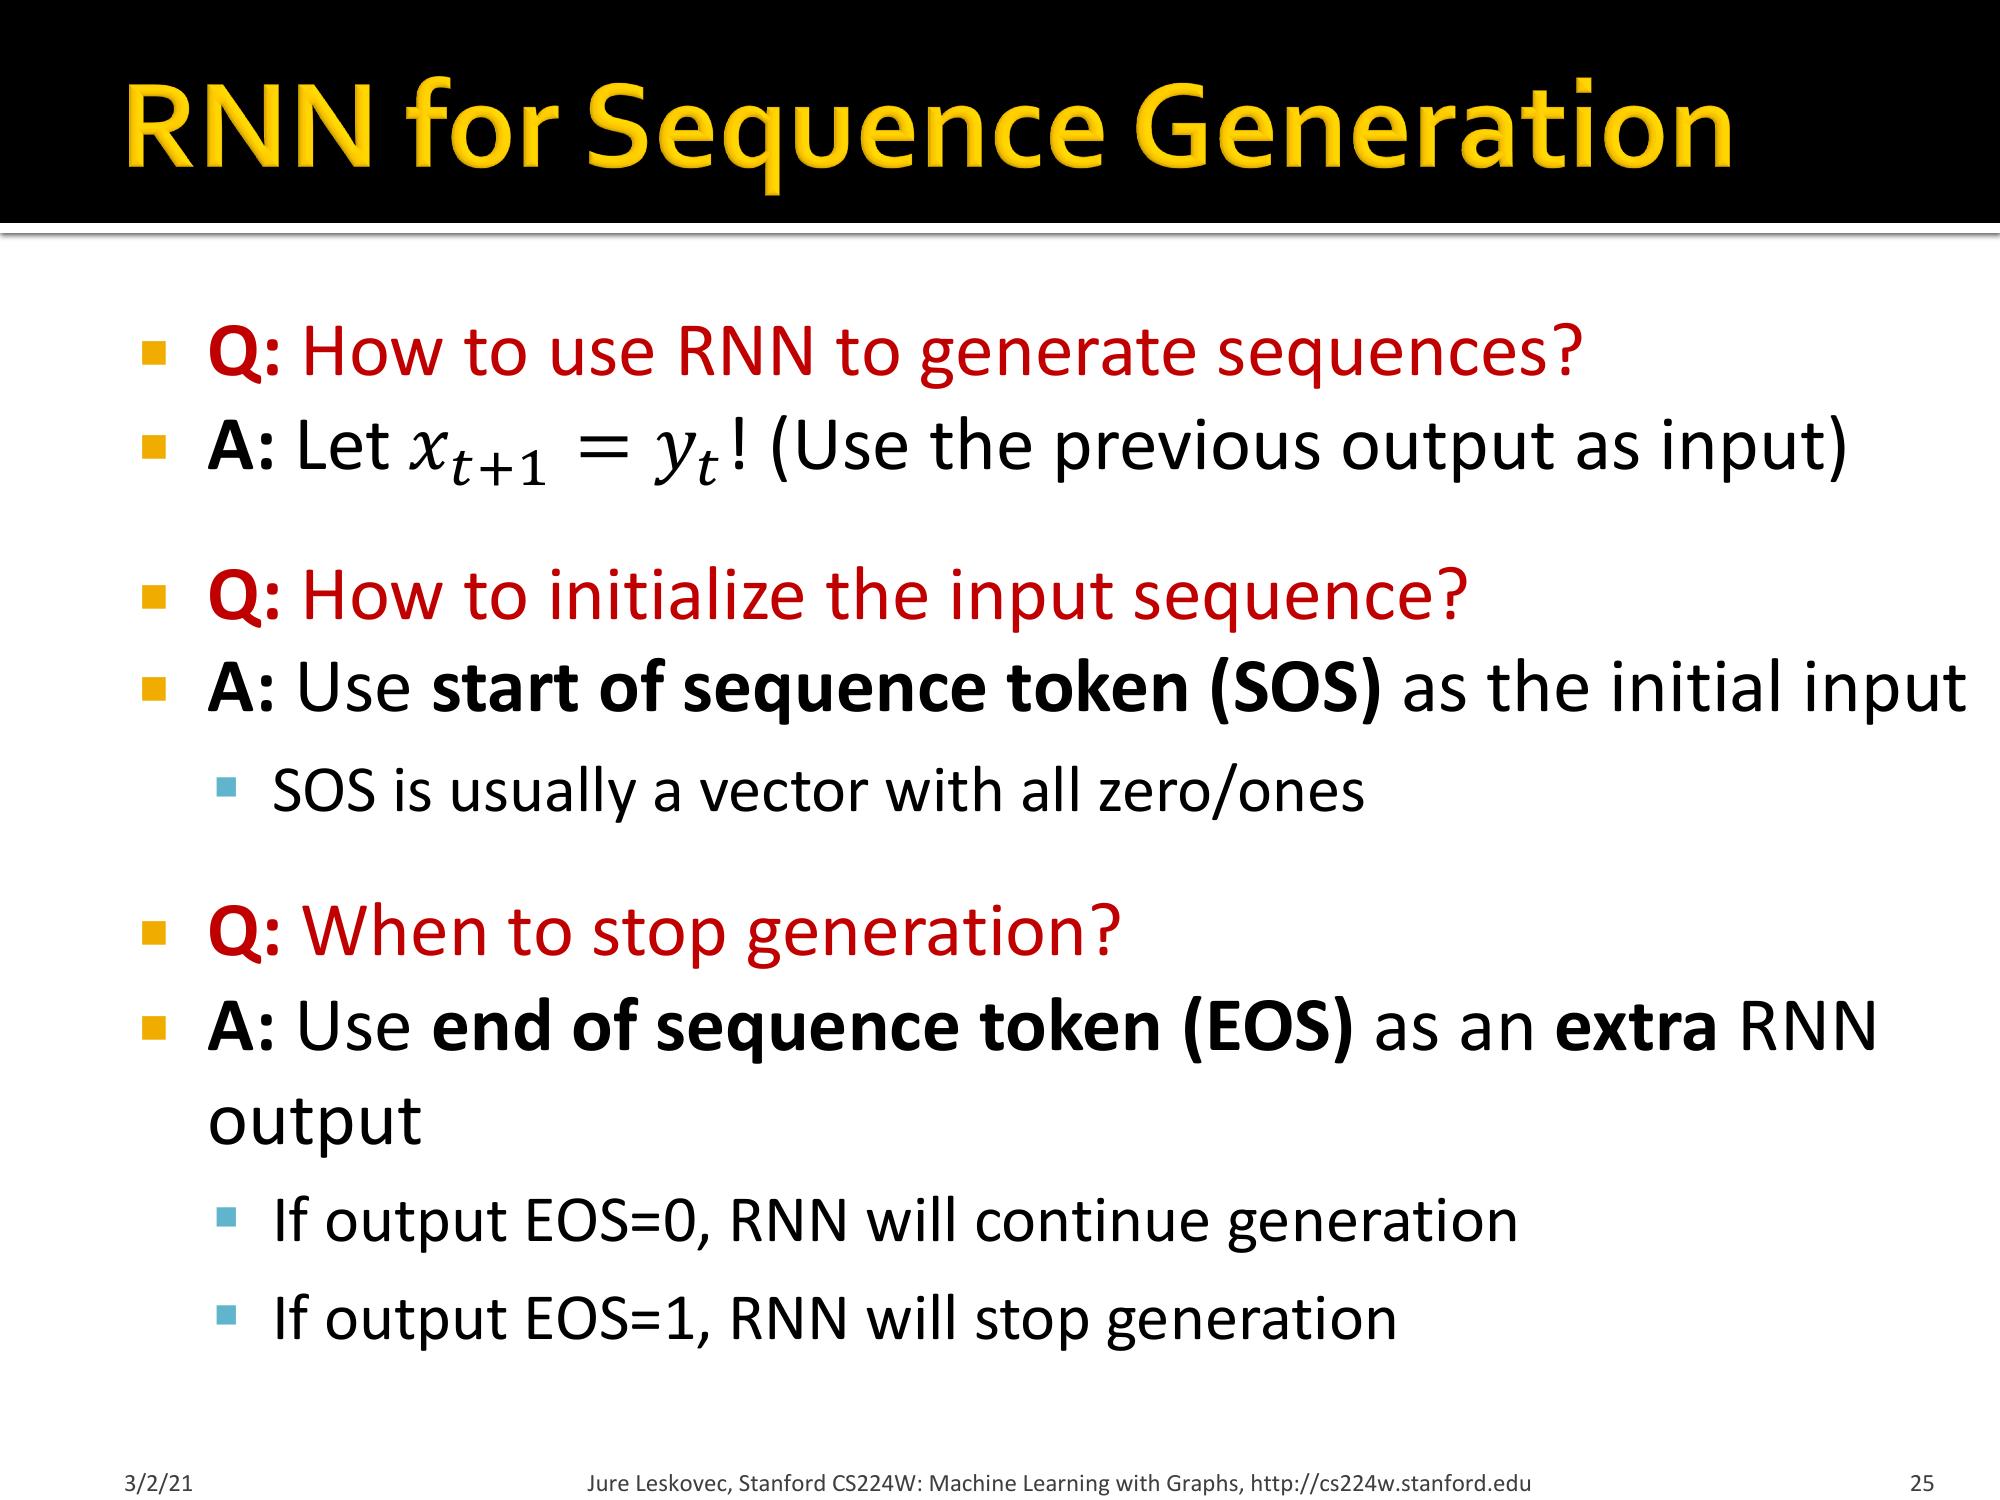 RNN for Sequence Generation
Q: How to use RNN to generate sequences?
A: Let x_{t+1} = y_t! (Use the previous output as input)
Q: How to initialize the input sequence?
A: Use start of sequence token (SOS) as the initial input
SOS is usually a vector with all zero/ones
Q: When to stop generation?
A: Use end of sequence token (EOS) as an extra RNN
output
If output EOS=0, RNN will continue generation
If output EOS=1, RNN will stop generation
3/2/21
Jure Leskovec, Stanford CS224W: Machine Learning with Graphs, http://cs224w.stanford.edu
25